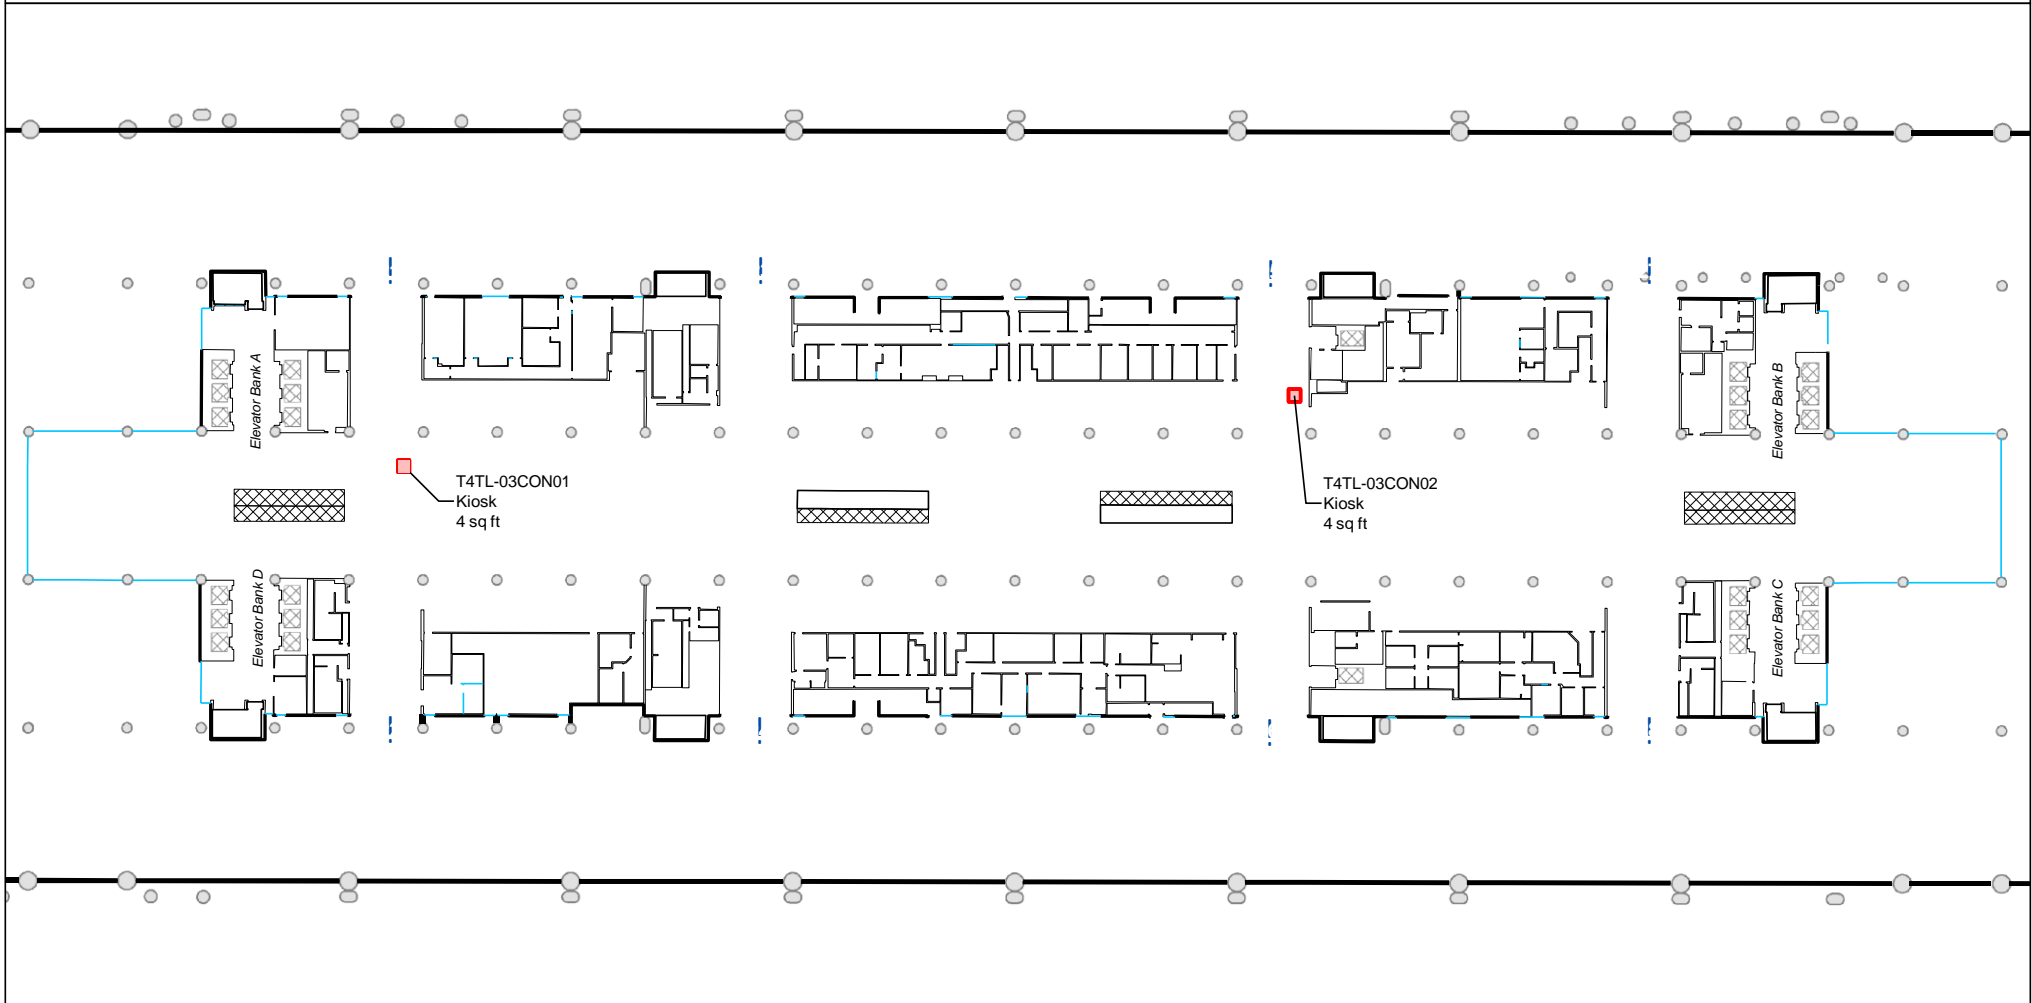 Elevator Bank A
Elevator Bank B
T4TL-03CON01
Kiosk
4 sq ft
T4TL-03CON02
Kiosk
4 sq ft
Elevator Bank D
Elevator Bank C